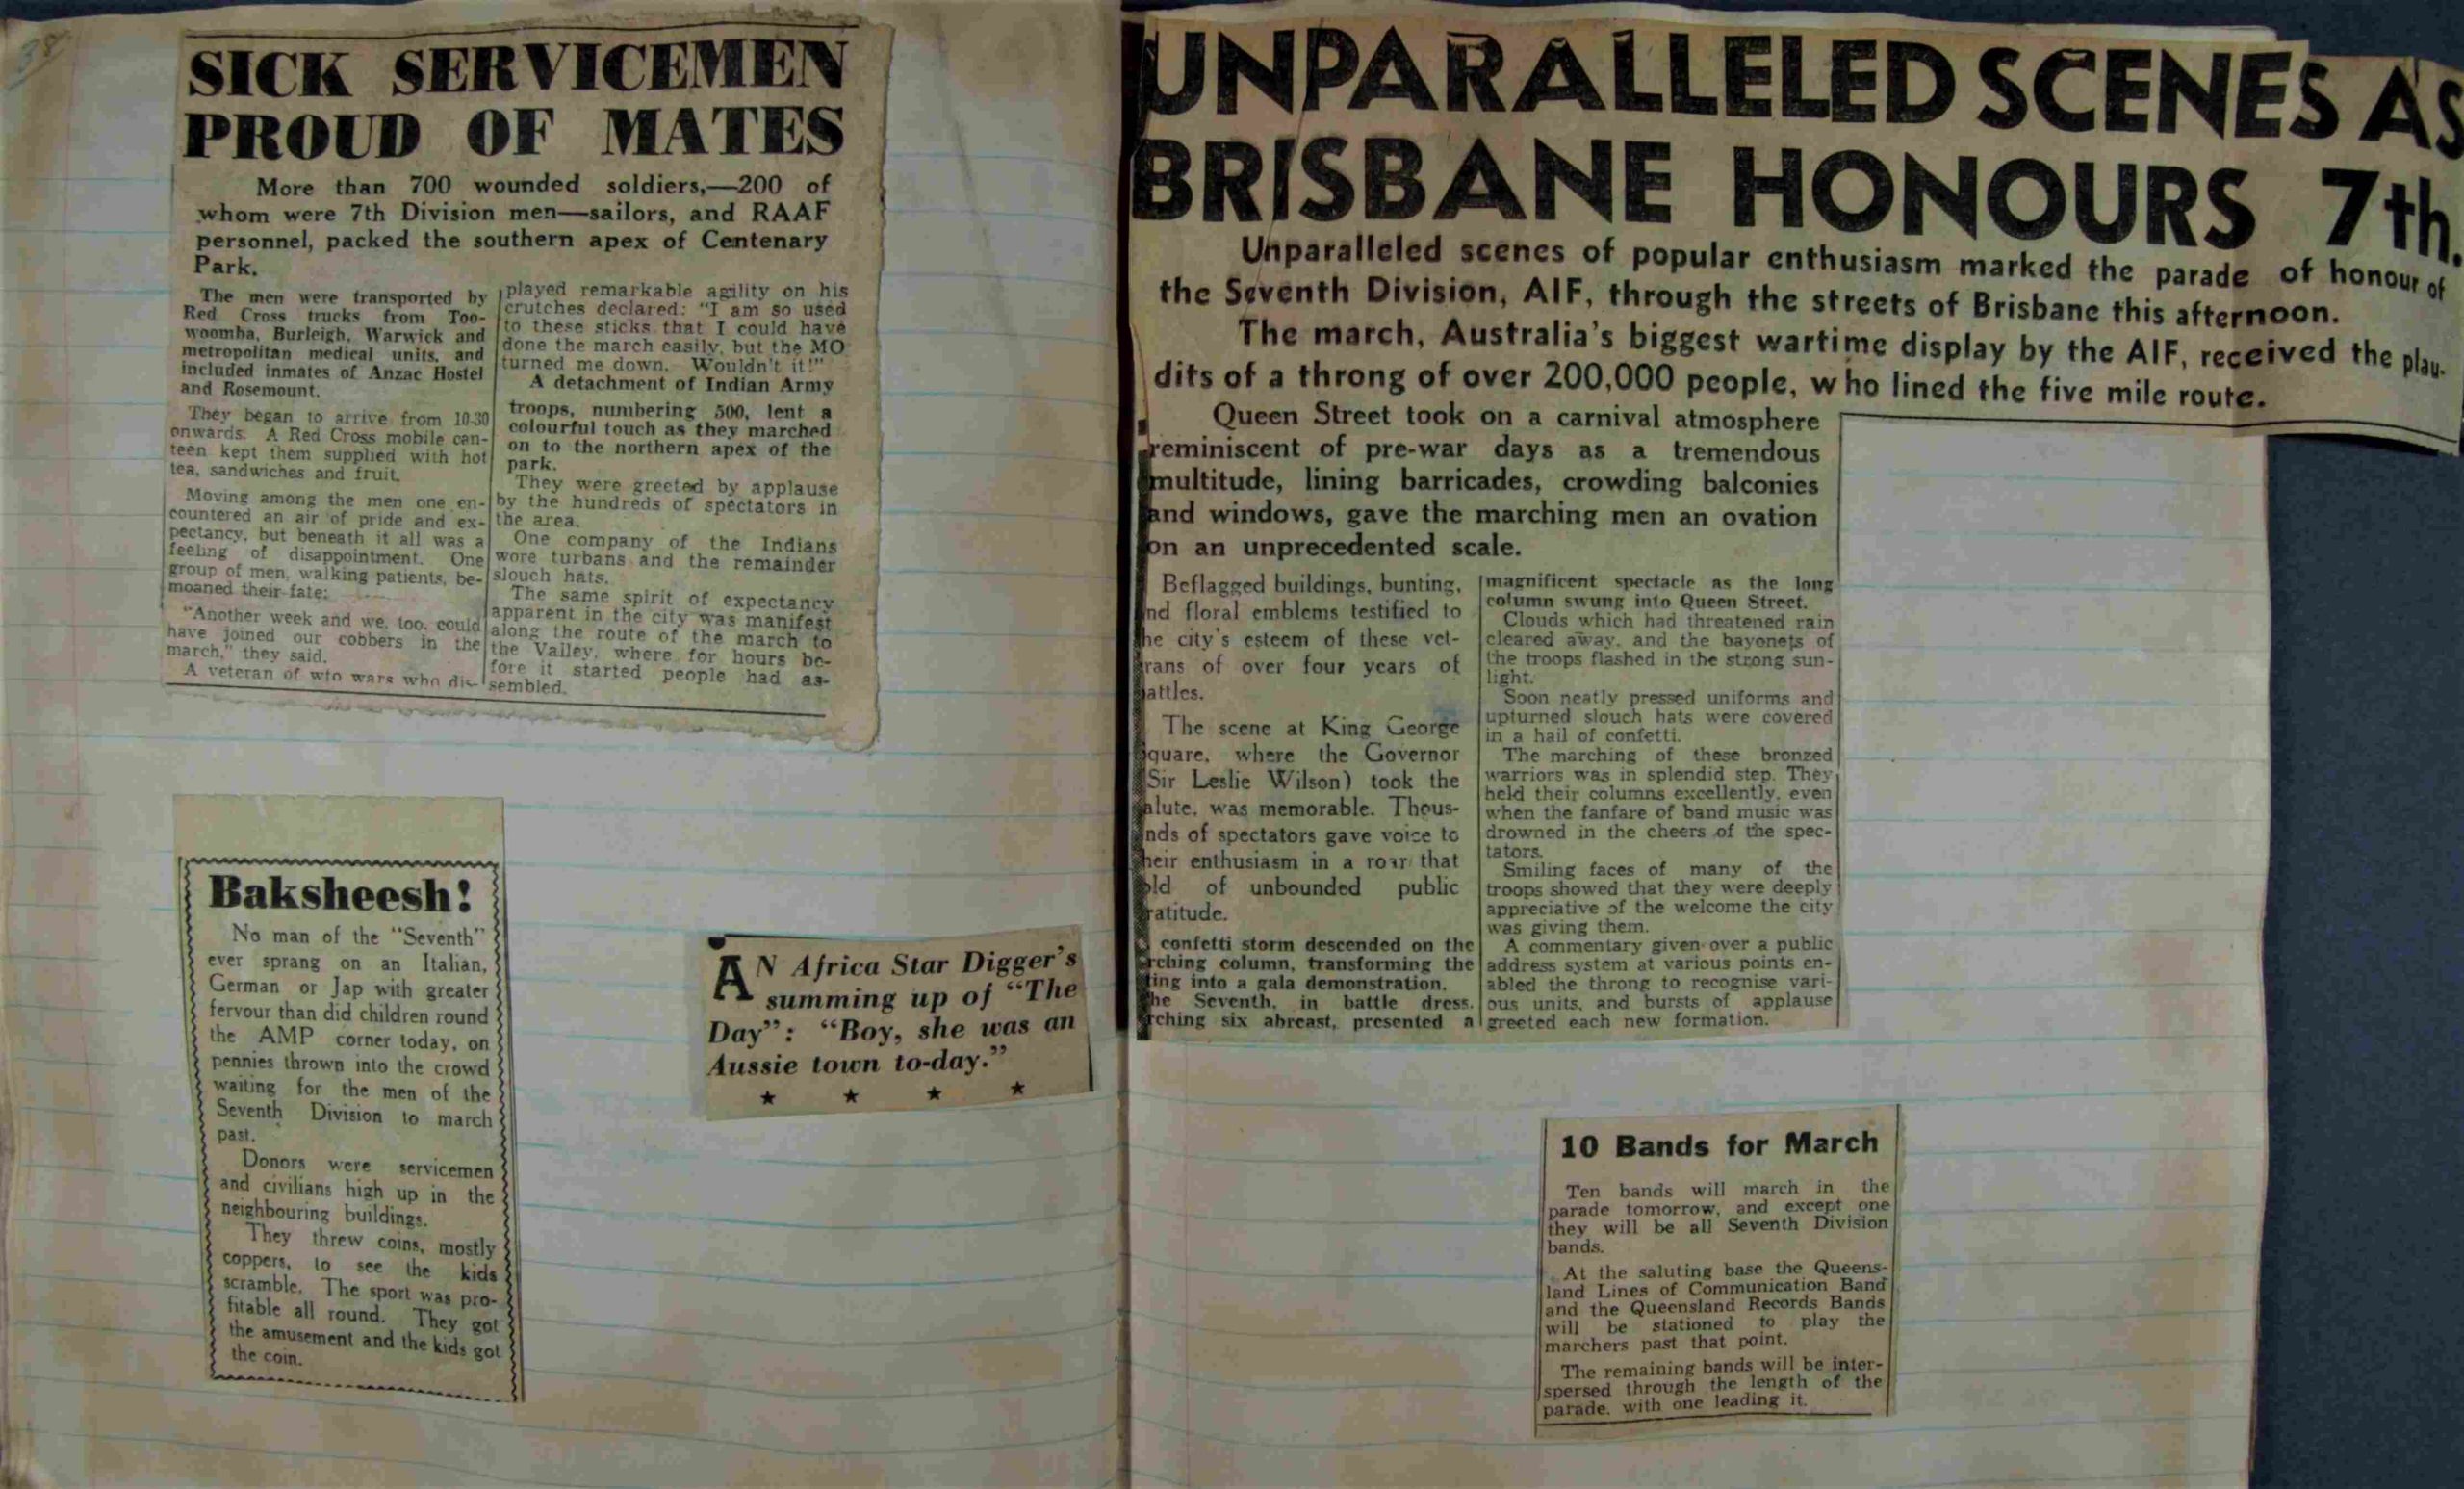 38
SICK SERVICEMEN
PROUD OF MATES
More than 700 wounded soldiers,—200 of
whom were 7th Division men—sailors, and RAAF
personnel, packed the southern apex of Centenary
Park.
The men were transported by
Red Cross trucks from Too-
woomba, Burleigh, Warwick and
metropolitan medical units, and
included inmates of Anzac Hostel
and Rosemount.
They began to arrive from 10.30
onwards. A Red Cross mobile can-
teen kept them supplied with hot
tea, sandwiches and fruit.
Moving among the men one en-
countered an air of pride and ex-
pectancy, but beneath it all was a
feeling of disappointment. One
group of men, walking patients, be-
moaned their fate:
"Another week and we, too, could
have joined our cobbers in the
march," they said.
A veteran of wto wars who dis-
played remarkable agility on his
crutches declared: "I am so used
to these sticks that I could have
done the march easily, but the MO
turned me down. Wouldn't it!"
A detachment of Indian Army
troops, numbering 500, lent a
colourful touch as they marched
on to the northern apex of the
park.
They were greeted by applause
by the hundreds of spectators in
the area.
One company of the Indians
wore turbans and the remainder
slouch hats.
The same spirit of expectancy
apparent in the city was manifest
along the route of the march to
the Valley, where for hours be-
fore it started people had as-
sembled.
Baksheesh!
No man of the "Seventh"
ever sprang on an Italian,
German or Jap with greater
fervour than did children round
the AMP corner today, on
pennies thrown into the crowd
waiting for the men of the
Seventh Division to march
past.
Donors were servicemen
and civilians high up in the
neighbouring buildings.
They threw coins, mostly
coppers, to see the kids
scramble. The sport was pro-
fitable all round. They got
the amusement and the kids got
the coin.
AN Africa Star Digger's
summing up of "The
Day": "Boy, she was an
Aussie town to-day."
★ ★ ★ ★
UNPARALLELED SCENES AS
BRISBANE HONOURS 7th.
Unparalleled scenes of popular enthusiasm marked the parade of honour of
the Seventh Division, AIF, through the streets of Brisbane this afternoon.
The march, Australia's biggest wartime display by the AIF, received the plau-
dits of a throng of over 200,000 people, who lined the five mile route.
Queen Street took on a carnival atmosphere
reminiscent of pre-war days as a tremendous
multitude, lining barricades, crowding balconies
and windows, gave the marching men an ovation
on an unprecedented scale.
Beflagged buildings, bunting,
nd floral emblems testified to
he city's esteem of these vet-
rans of over four years of
attles.
The scene at King George
quare, where the Governor
(Sir Leslie Wilson) took the
alute, was memorable. Thous-
nds of spectators gave voice to
heir enthusiasm in a roar that
old of unbounded public
ratitude.
confetti storm descended on the
rching column, transforming the
ting into a gala demonstration.
he Seventh, in battle dress,
rching six abreast, presented a
magnificent spectacle as the long
column swung into Queen Street.
Clouds which had threatened rain
cleared away, and the bayonets of
the troops flashed in the strong sun-
light.
Soon neatly pressed uniforms and
upturned slouch hats were covered
in a hail of confetti.
The marching of these bronzed
warriors was in splendid step. They
held their columns excellently, even
when the fanfare of band music was
drowned in the cheers of the spec-
tators.
Smiling faces of many of the
troops showed that they were deeply
appreciative of the welcome the city
was giving them.
A commentary given over a public
address system at various points en-
abled the throng to recognise vari-
ous units, and bursts of applause
greeted each new formation.
10 Bands for March
Ten bands will march in the
parade tomorrow, and except one
they will be all Seventh Division
bands.
At the saluting base the Queens-
land Lines of Communication Band
and the Queensland Records Bands
will be stationed to play the
marchers past that point.
The remaining bands will be inter-
spersed through the length of the
parade, with one leading it.